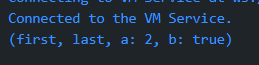 Connected to the VM Service.
(first, last, a: 2, b: true)